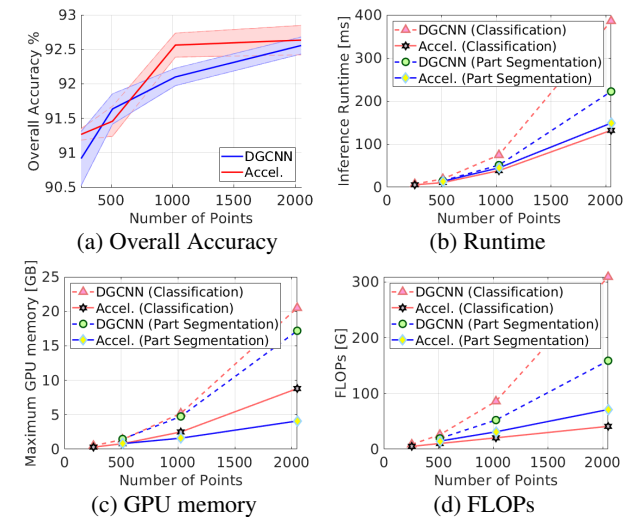 93
92.5
92
91.5
91
90.5
Overall Accuracy %
DGCNN
Accel.
500 1000 1500 2000
Number of Points
(a) Overall Accuracy
400
300
200
100
0
Inference Runtime [ms]
DGCNN (Classification)
Accel. (Classification)
DGCNN (Part Segmentation)
Accel. (Part Segmentation)
0 500 1000 1500 2000
Number of Points
(b) Runtime
25
20
15
10
5
0
Maximum GPU memory [GB]
DGCNN (Classification)
Accel. (Classification)
DGCNN (Part Segmentation)
Accel. (Part Segmentation)
0 500 1000 1500 2000
Number of Points
(c) GPU memory
300
200
100
0
FLOPs [G]
DGCNN (Classification)
Accel. (Classification)
DGCNN (Part Segmentation)
Accel. (Part Segmentation)
0 500 1000 1500 2000
Number of Points
(d) FLOPs